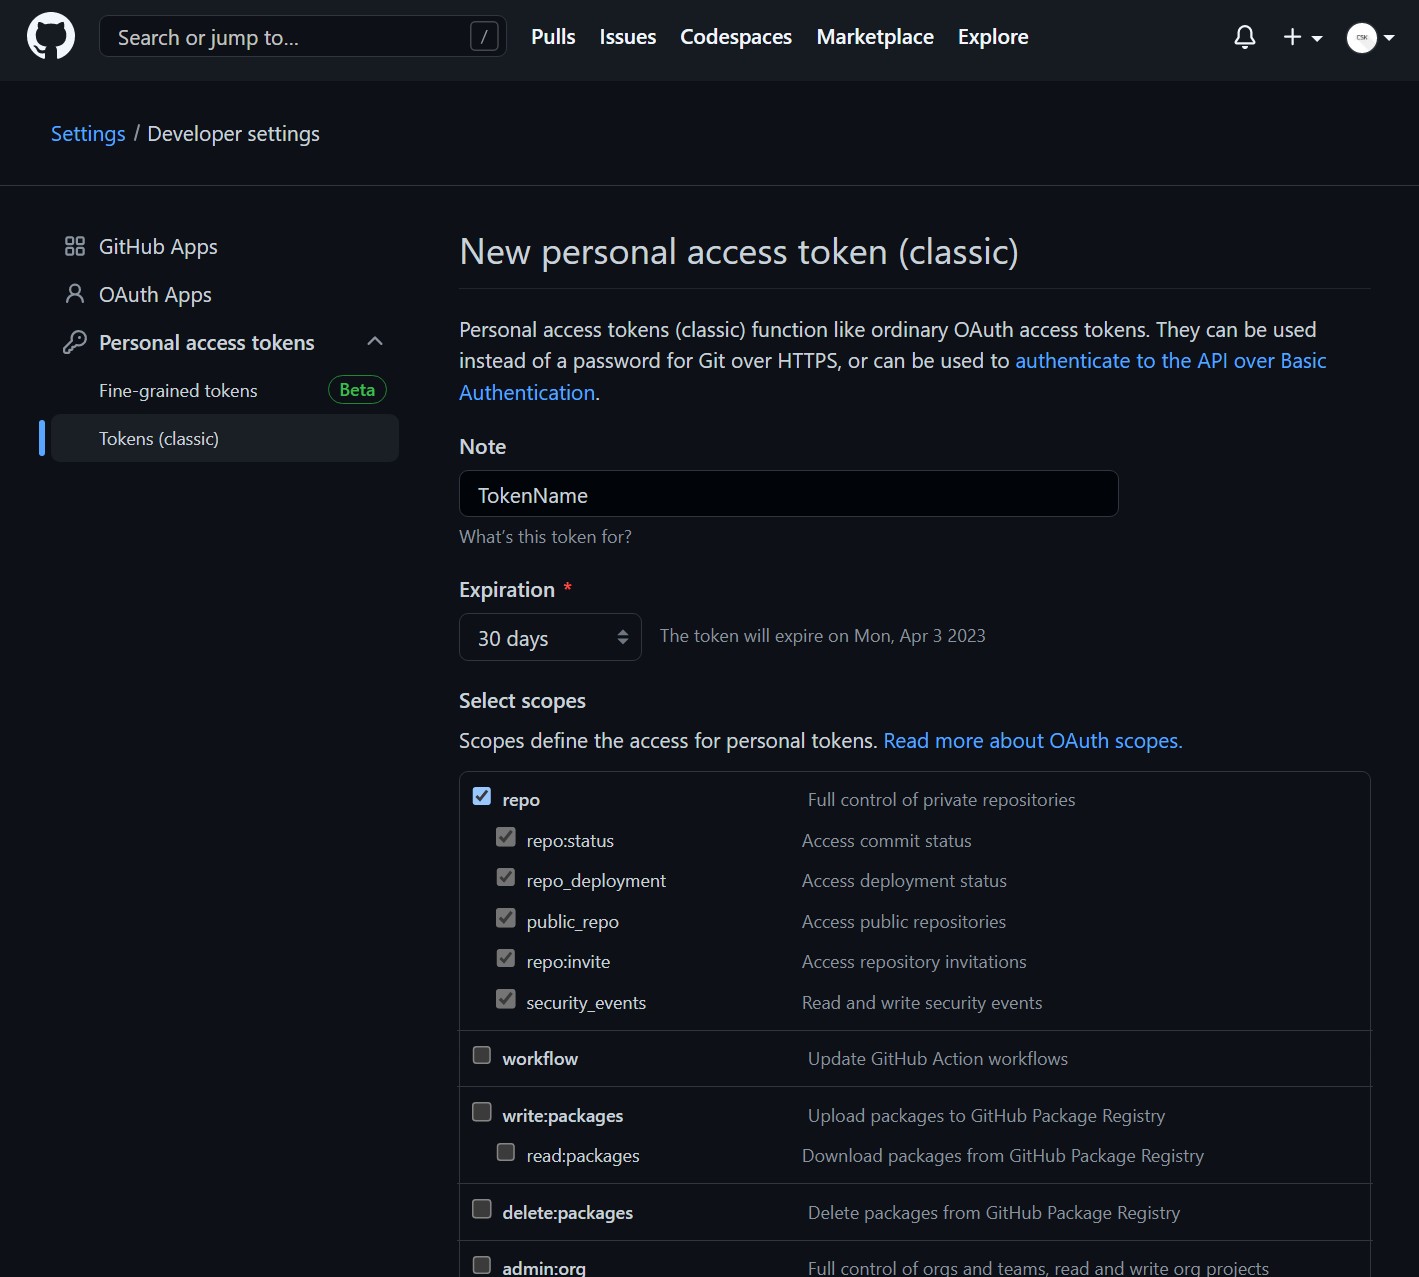 Search or jump to... / Pulls Issues Codespaces Marketplace Explore CSK
Settings / Developer settings
GitHub Apps
OAuth Apps
Personal access tokens
Fine-grained tokens Beta
Tokens (classic)
New personal access token (classic)
Personal access tokens (classic) function like ordinary OAuth access tokens. They can be used
instead of a password for Git over HTTPS, or can be used to authenticate to the API over Basic
Authentication.
Note
TokenName
What's this token for?
Expiration *
30 days The token will expire on Mon, Apr 3 2023
Select scopes
Scopes define the access for personal tokens. Read more about OAuth scopes.
repo Full control of private repositories
repo:status Access commit status
repo_deployment Access deployment status
public_repo Access public repositories
repo:invite Access repository invitations
security_events Read and write security events
workflow Update GitHub Action workflows
write:packages Upload packages to GitHub Package Registry
read:packages Download packages from GitHub Package Registry
delete:packages Delete packages from GitHub Package Registry
admin:org Full control of orgs and teams, read and write org projects